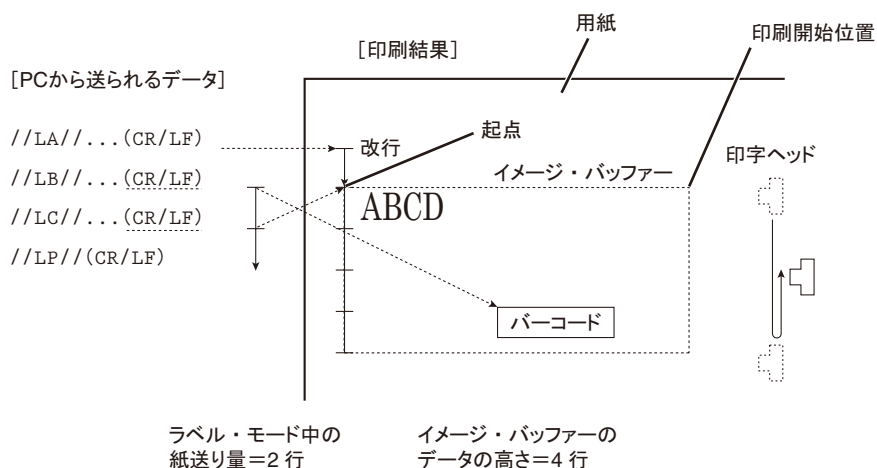 用紙
[印刷結果]
印刷開始位置
[PCから送られるデータ]
//LA//...(CR/LF)
改行
起点
印字ヘッド
//LB//...(CR/LF)
イメージ・バッファー
//LC//...(CR/LF)
ABCD
//LP//(CR/LF)
バーコード
ラベル・モード中の
紙送り量=2 行
イメージ・バッファーの
データの高さ=4 行